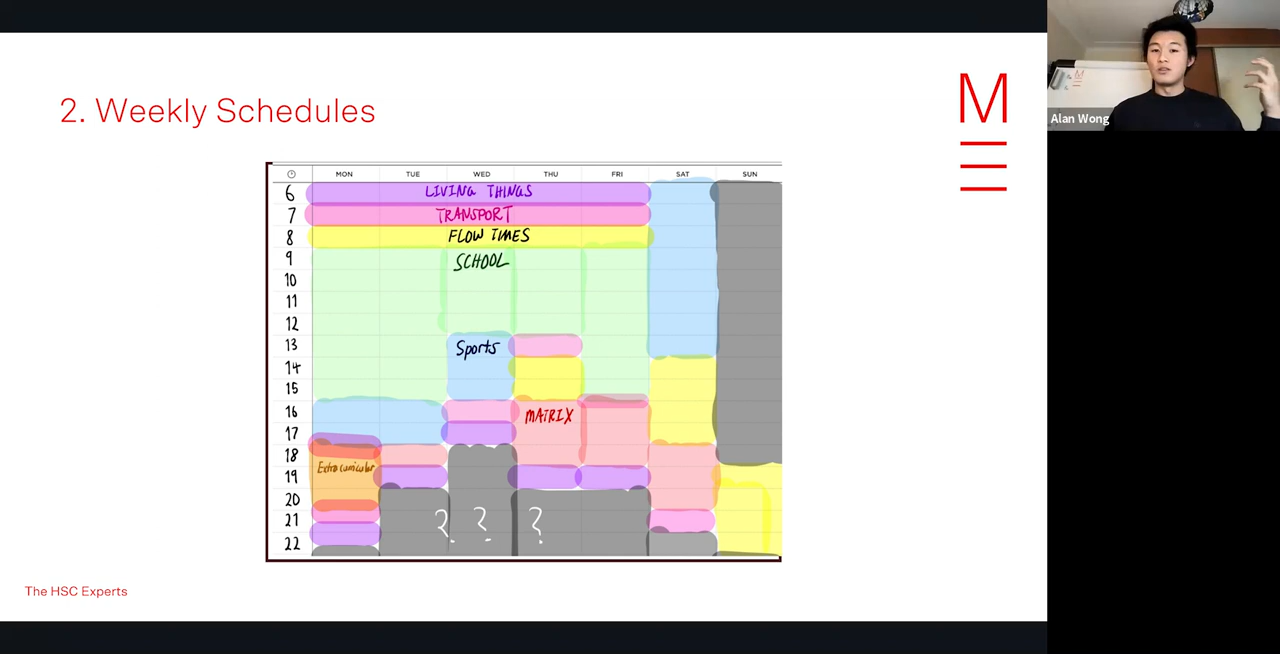 2. Weekly Schedules
M
Alan Wong
MON TUE WED THU FRI SAT SUN
6 LIVING THINGS
7 TRANSPORT
8 FLOW TIMES
9 SCHOOL
10
11
12
13 Sports
14
15
16 MATRIX
17
18
19 Extracurricular
20
21 ? ? ?
22
The HSC Experts